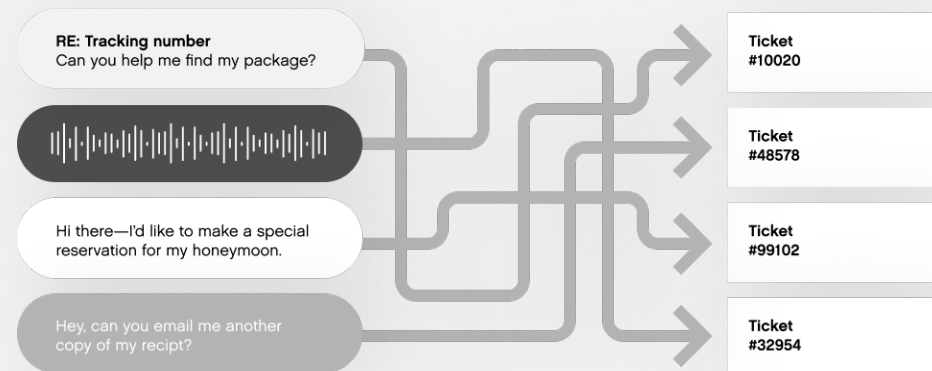 RE: Tracking number
Can you help me find my package?
Hi there—I'd like to make a special
reservation for my honeymoon.
Hey, can you email me another
copy of my recipt?
Ticket
#10020
Ticket
#48578
Ticket
#99102
Ticket
#32954